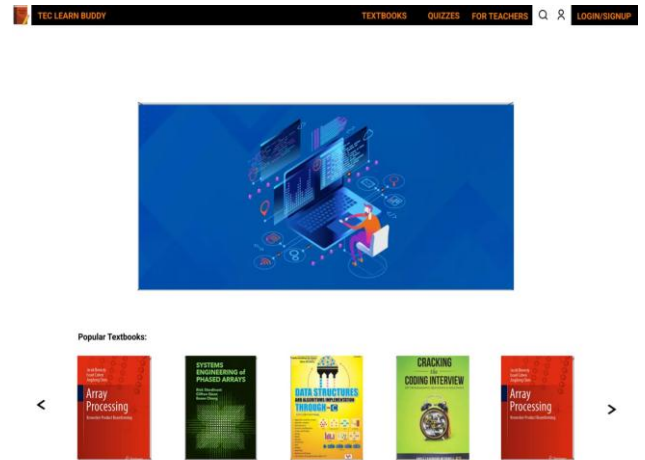 TEC LEARN BUDDY
TEXTBOOKS
QUIZZES
FOR TEACHERS
LOGIN/SIGNUP
Popular Textbooks:
Array
Processing
SYSTEMS
ENGINEERING of
PHASED ARRAYS
DATA STRUCTURES
AND ALGORITHMS IMPLEMENTATION
THROUGH-C
CRACKING
the
CODING INTERVIEW
Array
Processing